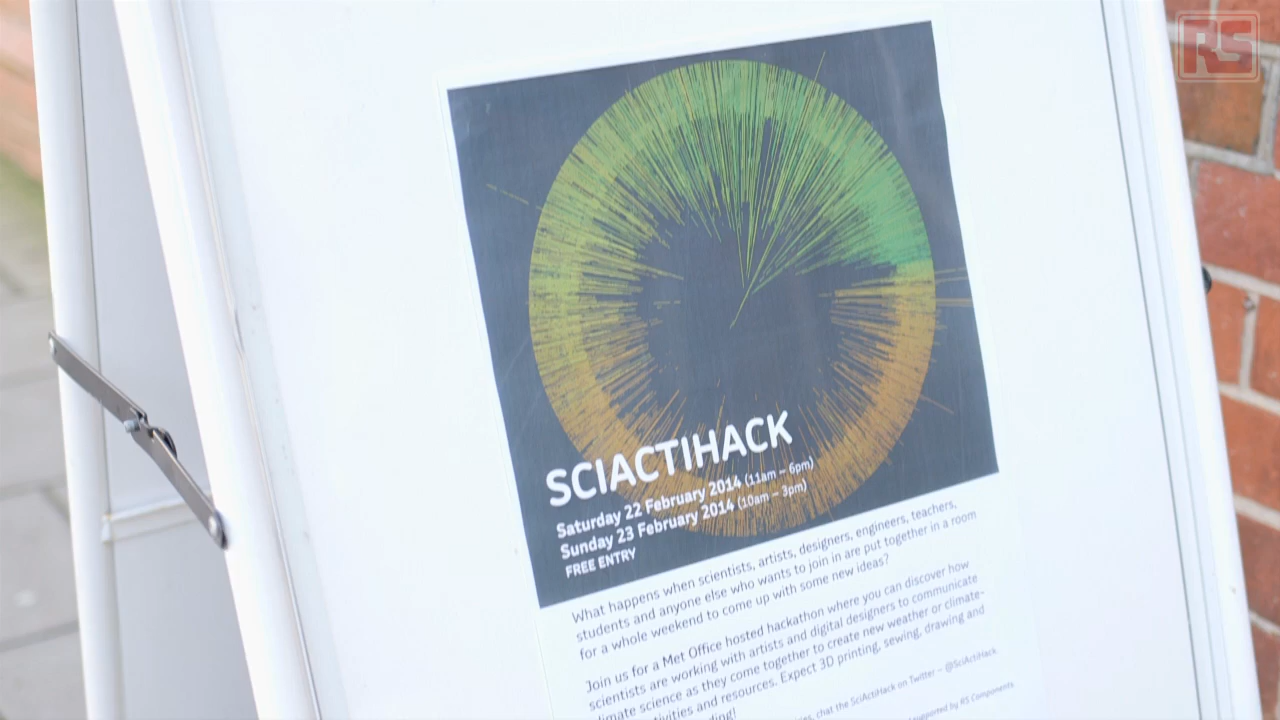 RS
SCIACTIHACK
Saturday 22 February 2014 (11am – 6pm)
Sunday 23 February 2014 (10am – 3pm)
FREE ENTRY
What happens when scientists, artists, designers, engineers, teachers,
students and anyone else who wants to join in are put together in a room
for a whole weekend to come up with some new ideas?
Join us for a Met Office hosted hackathon where you can discover how
scientists are working with artists and digital designers to communicate
climate science as they come together to create new weather or climate-
activities and resources. Expect 3D printing, sewing, drawing and
chat the SciActiHack on Twitter – @SciActiHack.
supported by RS Components